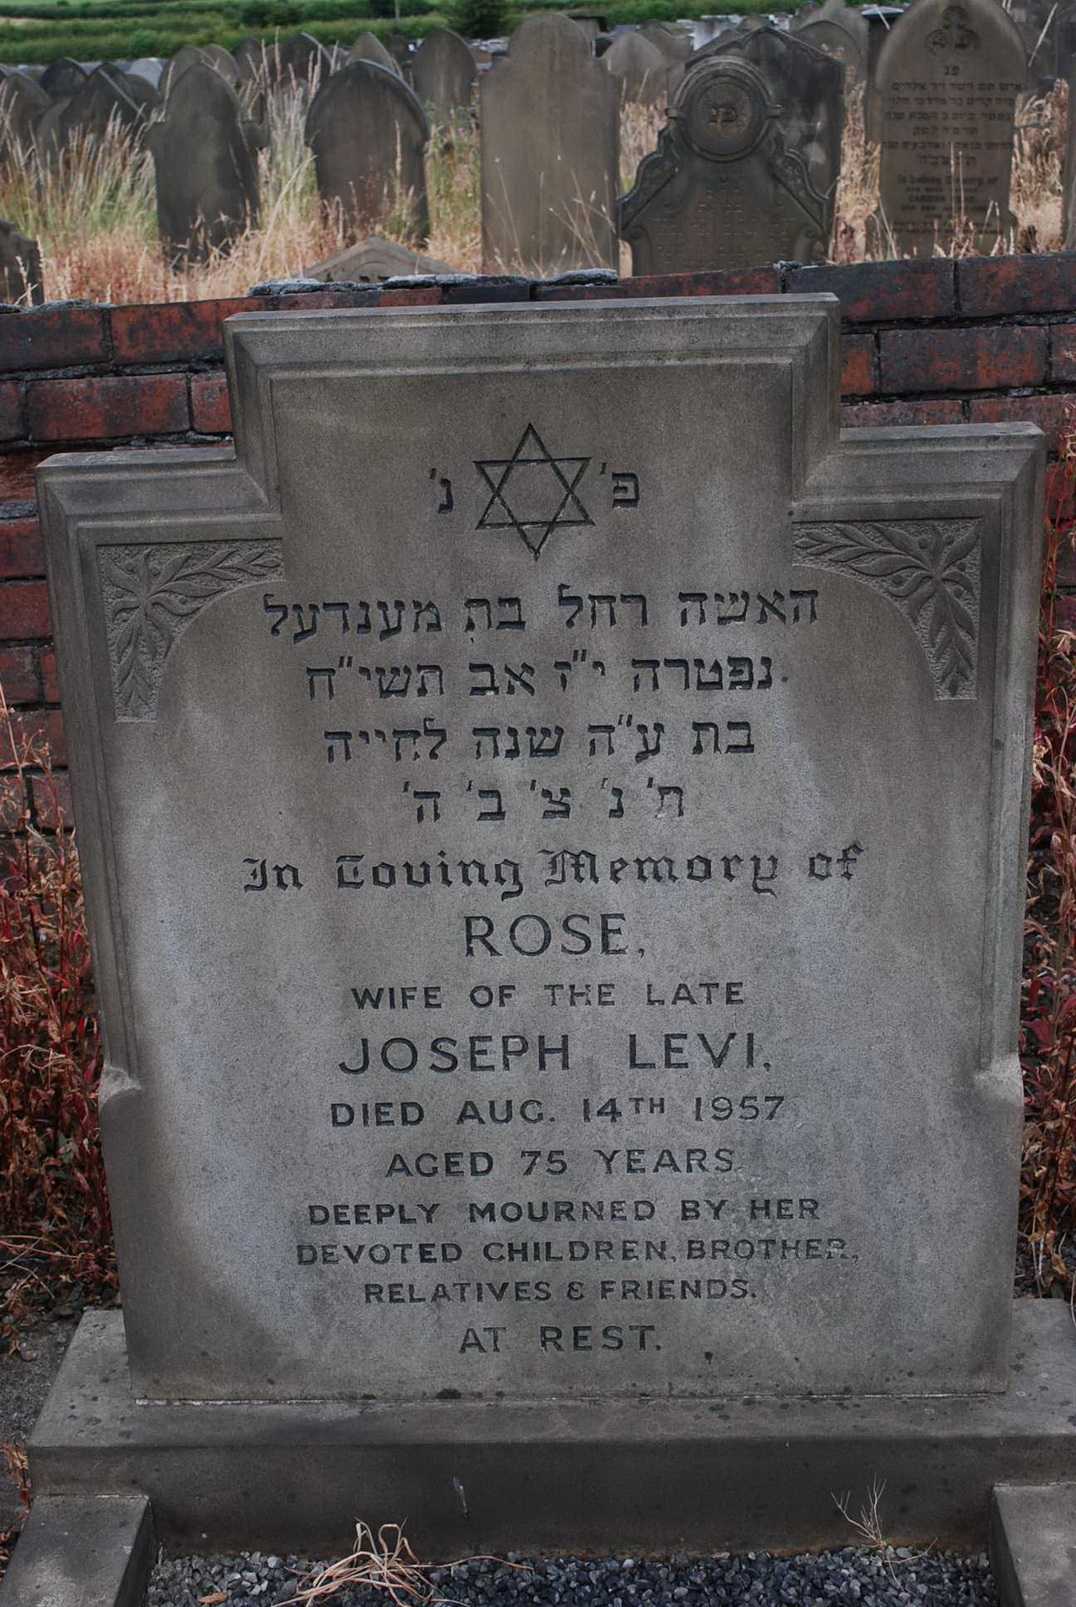 פ' נ'
האשה רחל בת מענדעל
נפטרה י"ז אב תשי"ח
בת ע"ה שנה לחייה
ת' נ' צ' ב' ה'
In Loving Memory of
ROSE,
WIFE OF THE LATE
JOSEPH LEVI,
DIED AUG. 14TH 1957
AGED 75 YEARS.
DEEPLY MOURNED BY HER
DEVOTED CHILDREN, BROTHER,
RELATIVES & FRIENDS.
AT REST.